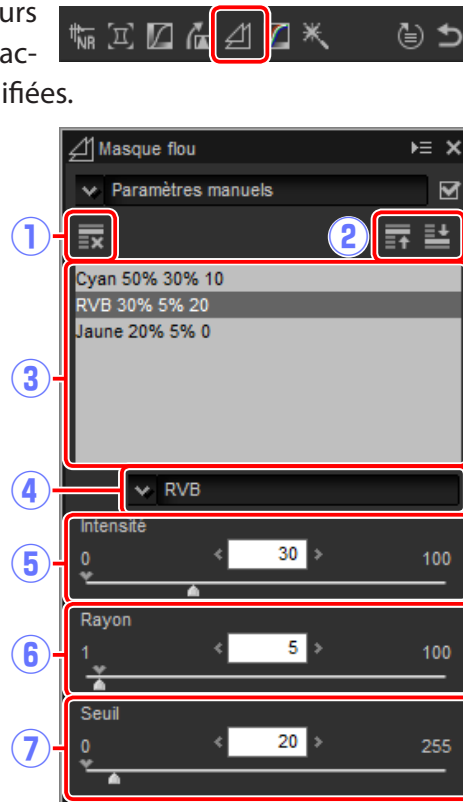 urs
ac-
ifiées.
NR
Masque flou
Paramètres manuels
1
2
Cyan 50% 30% 10
RVB 30% 5% 20
Jaune 20% 5% 0
3
4
RVB
5
Intensité
0
30
100
6
Rayon
1
5
100
7
Seuil
0
20
255